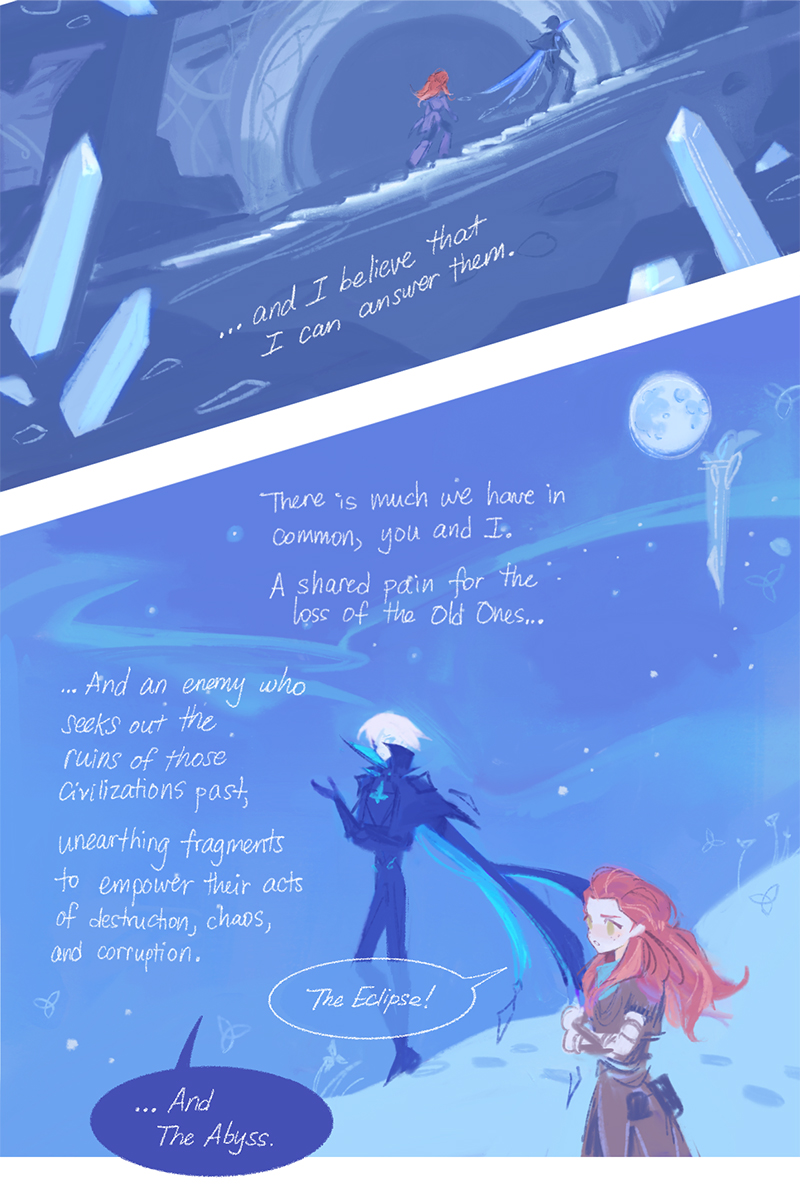 ... and I believe that
I can answer them.
There is much we have in
common, you and I.
A shared pain for the
loss of the Old Ones...
... And an enemy who
seeks out the
ruins of those
civilizations past,
unearthing fragments
to empower their acts
of destruction, chaos,
and corruption.
The Eclipse!
... And
The Abyss.